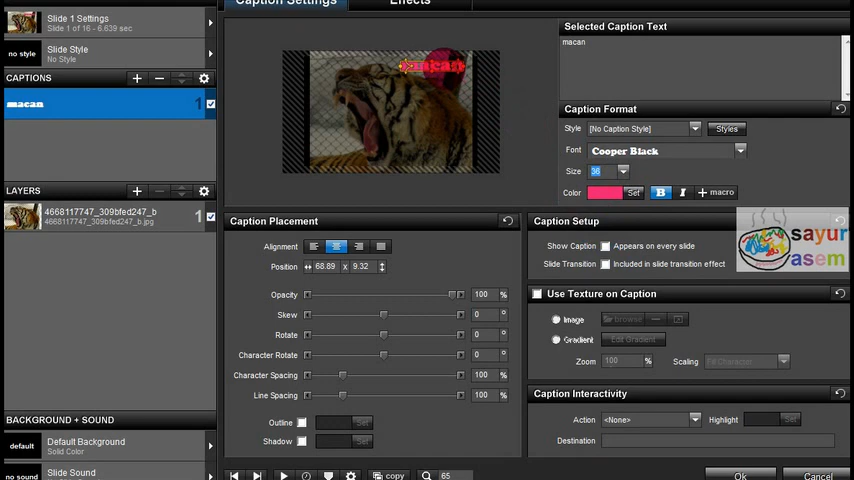 Caption Settings
Effects
Slide 1 Settings
Slide 1 of 16 - 6.639 sec
no style
Slide Style
No Style
CAPTIONS
macan
1
LAYERS
4668117747_309bfed247_b
4668117747_309bfed247_b.jpg
1
BACKGROUND + SOUND
default
Default Background
Solid Color
no sound
Slide Sound
macan
Selected Caption Text
macan
Caption Format
Style
[No Caption Style]
Styles
Font
Cooper Black
Size
36
Color
Set
B
I
macro
Caption Placement
Alignment
Position
68.89 x 9.32
Opacity
100 %
Skew
0 °
Rotate
0 °
Character Rotate
0 °
Character Spacing
100 %
Line Spacing
100 %
Outline
Set
Shadow
Set
Caption Setup
Show Caption
Appears on every slide
Slide Transition
Included in slide transition effect
sayur
asem
Use Texture on Caption
Image
browse
Gradient
Edit Gradient
Zoom
100 %
Scaling
Fill Character
Caption Interactivity
Action
<None>
Highlight
Set
Destination
copy
65
Ok
Cancel